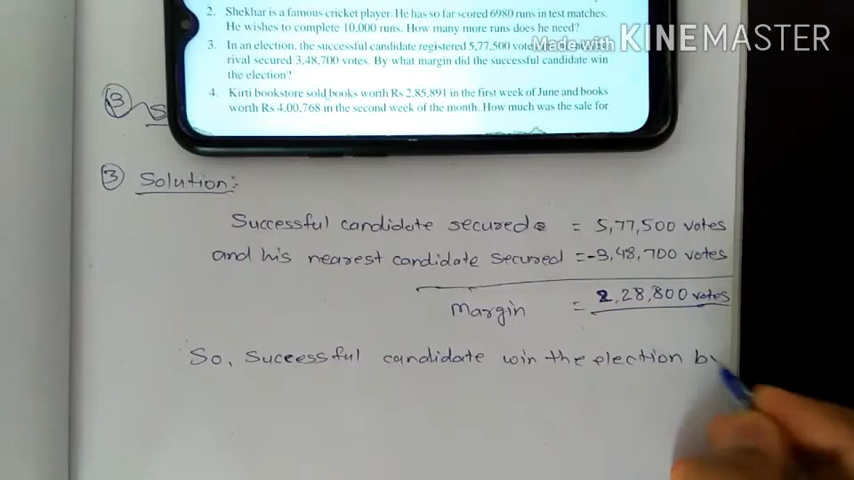 2. Shekhar is a famous cricket player. He has so far scored 6980 runs in test matches.
He wishes to complete 10,000 runs. How many more runs does he need?
3. In an election, the successful candidate registered 5,77,500 votes
rival secured 3,48,700 votes. By what margin did the successful candidate win
the election?
4. Kirti bookstore sold books worth Rs 2,85,891 in the first week of June and books
worth Rs 4,00,768 in the second week of the month. How much was the sale for
Made with KINEMASTER
3
3 Solution:
Successful candidate secured = 5,77,500 votes
and his nearest candidate secured = -3,48,700 votes
Margin = 2,28,800 votes
So, Successful candidate win the election by